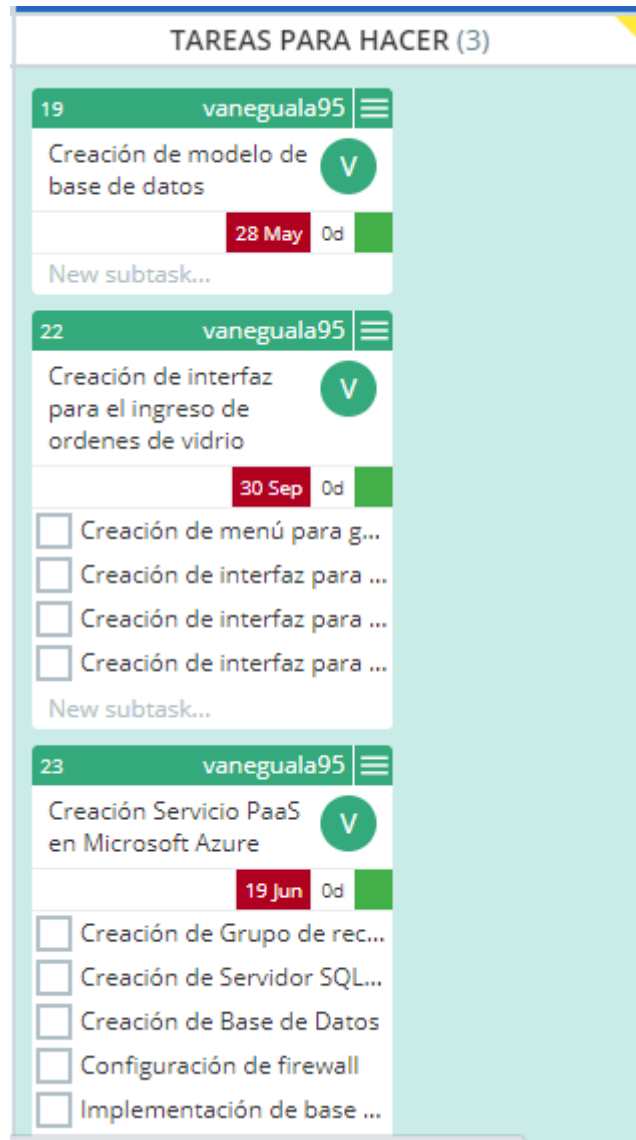 TAREAS PARA HACER (3)
19 vaneguala95
Creación de modelo de
base de datos
V
28 May 0d
New subtask...
22 vaneguala95
Creación de interfaz
para el ingreso de
ordenes de vidrio
V
30 Sep 0d
Creación de menú para g...
Creación de interfaz para ...
Creación de interfaz para ...
Creación de interfaz para ...
New subtask...
23 vaneguala95
Creación Servicio PaaS
en Microsoft Azure
V
19 Jun 0d
Creación de Grupo de rec...
Creación de Servidor SQL...
Creación de Base de Datos
Configuración de firewall
Implementación de base ...